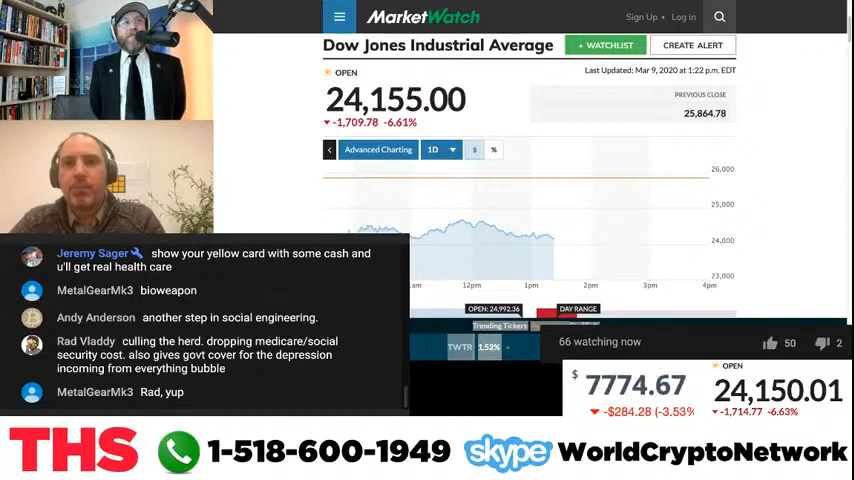 MarketWatch
Sign Up · Log in
Dow Jones Industrial Average
+ WATCHLIST
CREATE ALERT
OPEN
Last Updated: Mar 9, 2020 at 1:22 p.m. EDT
24,155.00
PREVIOUS CLOSE
-1,709.78 -6.61%
25,864.78
Advanced Charting
1D
$
%
26,000
25,000
24,000
23,000
am
12pm
1pm
2pm
3pm
4pm
OPEN: 24,992.36
DAY RANGE
Trending Tickers
TWTR
1.52%
Jeremy Sager show your yellow card with some cash and
u'll get real health care
MetalGearMk3 bioweapon
Andy Anderson another step in social engineering.
Rad Vladdy culling the herd. dropping medicare/social
security cost. also gives govt cover for the depression
incoming from everything bubble
MetalGearMk3 Rad, yup
66 watching now
50
2
$ 7774.67
-$284.28 (-3.53%
OPEN
24,150.01
-1,714.77 -6.63%
THS
1-518-600-1949
skype
WorldCryptoNetwork